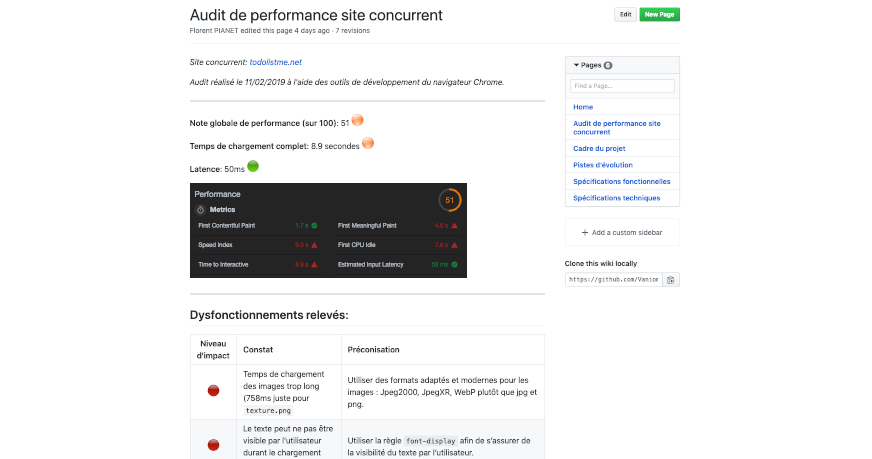 Audit de performance site concurrent
Edit
New Page
Florent PIANET edited this page 4 days ago · 7 revisions
Site concurrent: todolistme.net
Audit réalisé le 11/02/2019 à l'aide des outils de développement du navigateur Chrome.
Note globale de performance (sur 100): 51
Temps de chargement complet: 8.9 secondes
Latence: 50ms
Performance
51
Metrics
First Contentful Paint 1.7 s
First Meaningful Paint 4.0 s
Speed Index 6.3 s
First CPU Idle 7.6 s
Time to Interactive 8.9 s
Estimated Input Latency 50 ms
Dysfonctionnements relevés:
Niveau
d'impact
Constat
Préconisation
Temps de chargement
des images trop long
(758ms juste pour
texture.png
Utiliser des formats adaptés et modernes pour les
images : Jpeg2000, JpegXR, WebP plutôt que jpg et
png.
Le texte peut ne pas être
visible par l'utilisateur
durant le chargement
Utiliser la règle font-display afin de s'assurer de
la visibilité du texte par l'utilisateur.
Pages 6
Find a Page...
Home
Audit de performance site
concurrent
Cadre du projet
Pistes d'évolution
Spécifications fonctionnelles
Spécifications techniques
+ Add a custom sidebar
Clone this wiki locally
https://github.com/Vaniom